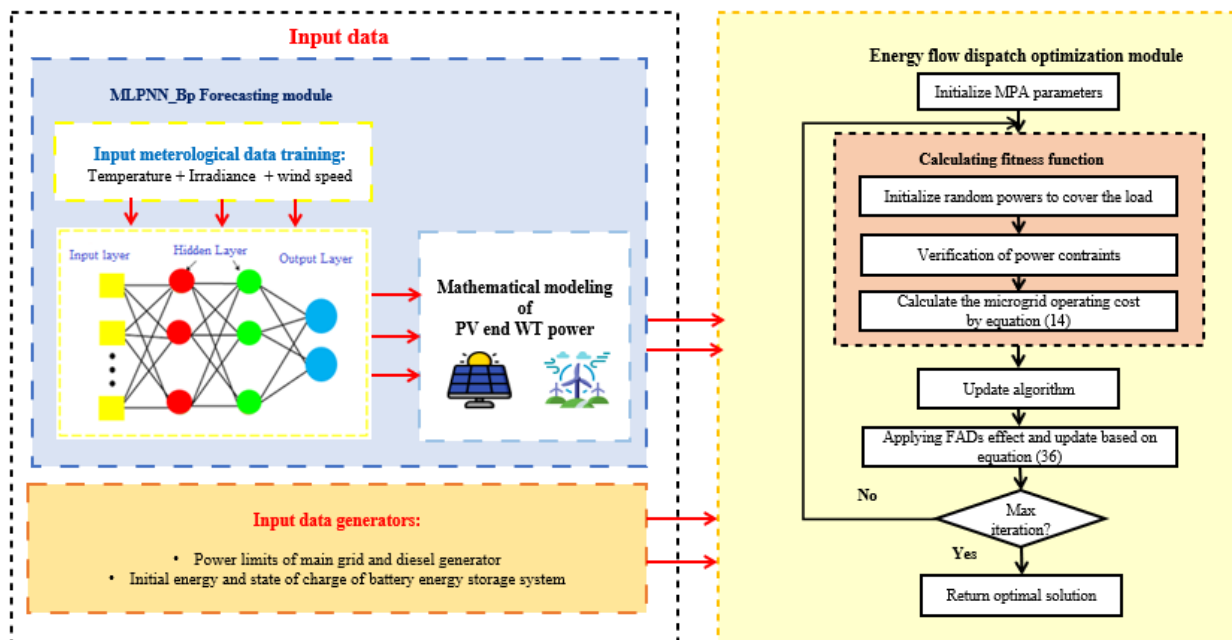 Input data
MLPNN_Bp Forecasting module
Input meterological data training:
Temperature + Irradiance + wind speed
Input layer
Hidden Layer
Output Layer
Mathematical modeling
of
PV end WT power
Input data generators:
• Power limits of main grid and diesel generator
• Initial energy and state of charge of battery energy storage system
Energy flow dispatch optimization module
Initialize MPA parameters
Calculating fitness function
Initialize random powers to cover the load
Verification of power contraints
Calculate the microgrid operating cost
by equation (14)
Update algorithm
Applying FADs effect and update based on
equation (36)
No
Max
iteration?
Yes
Return optimal solution